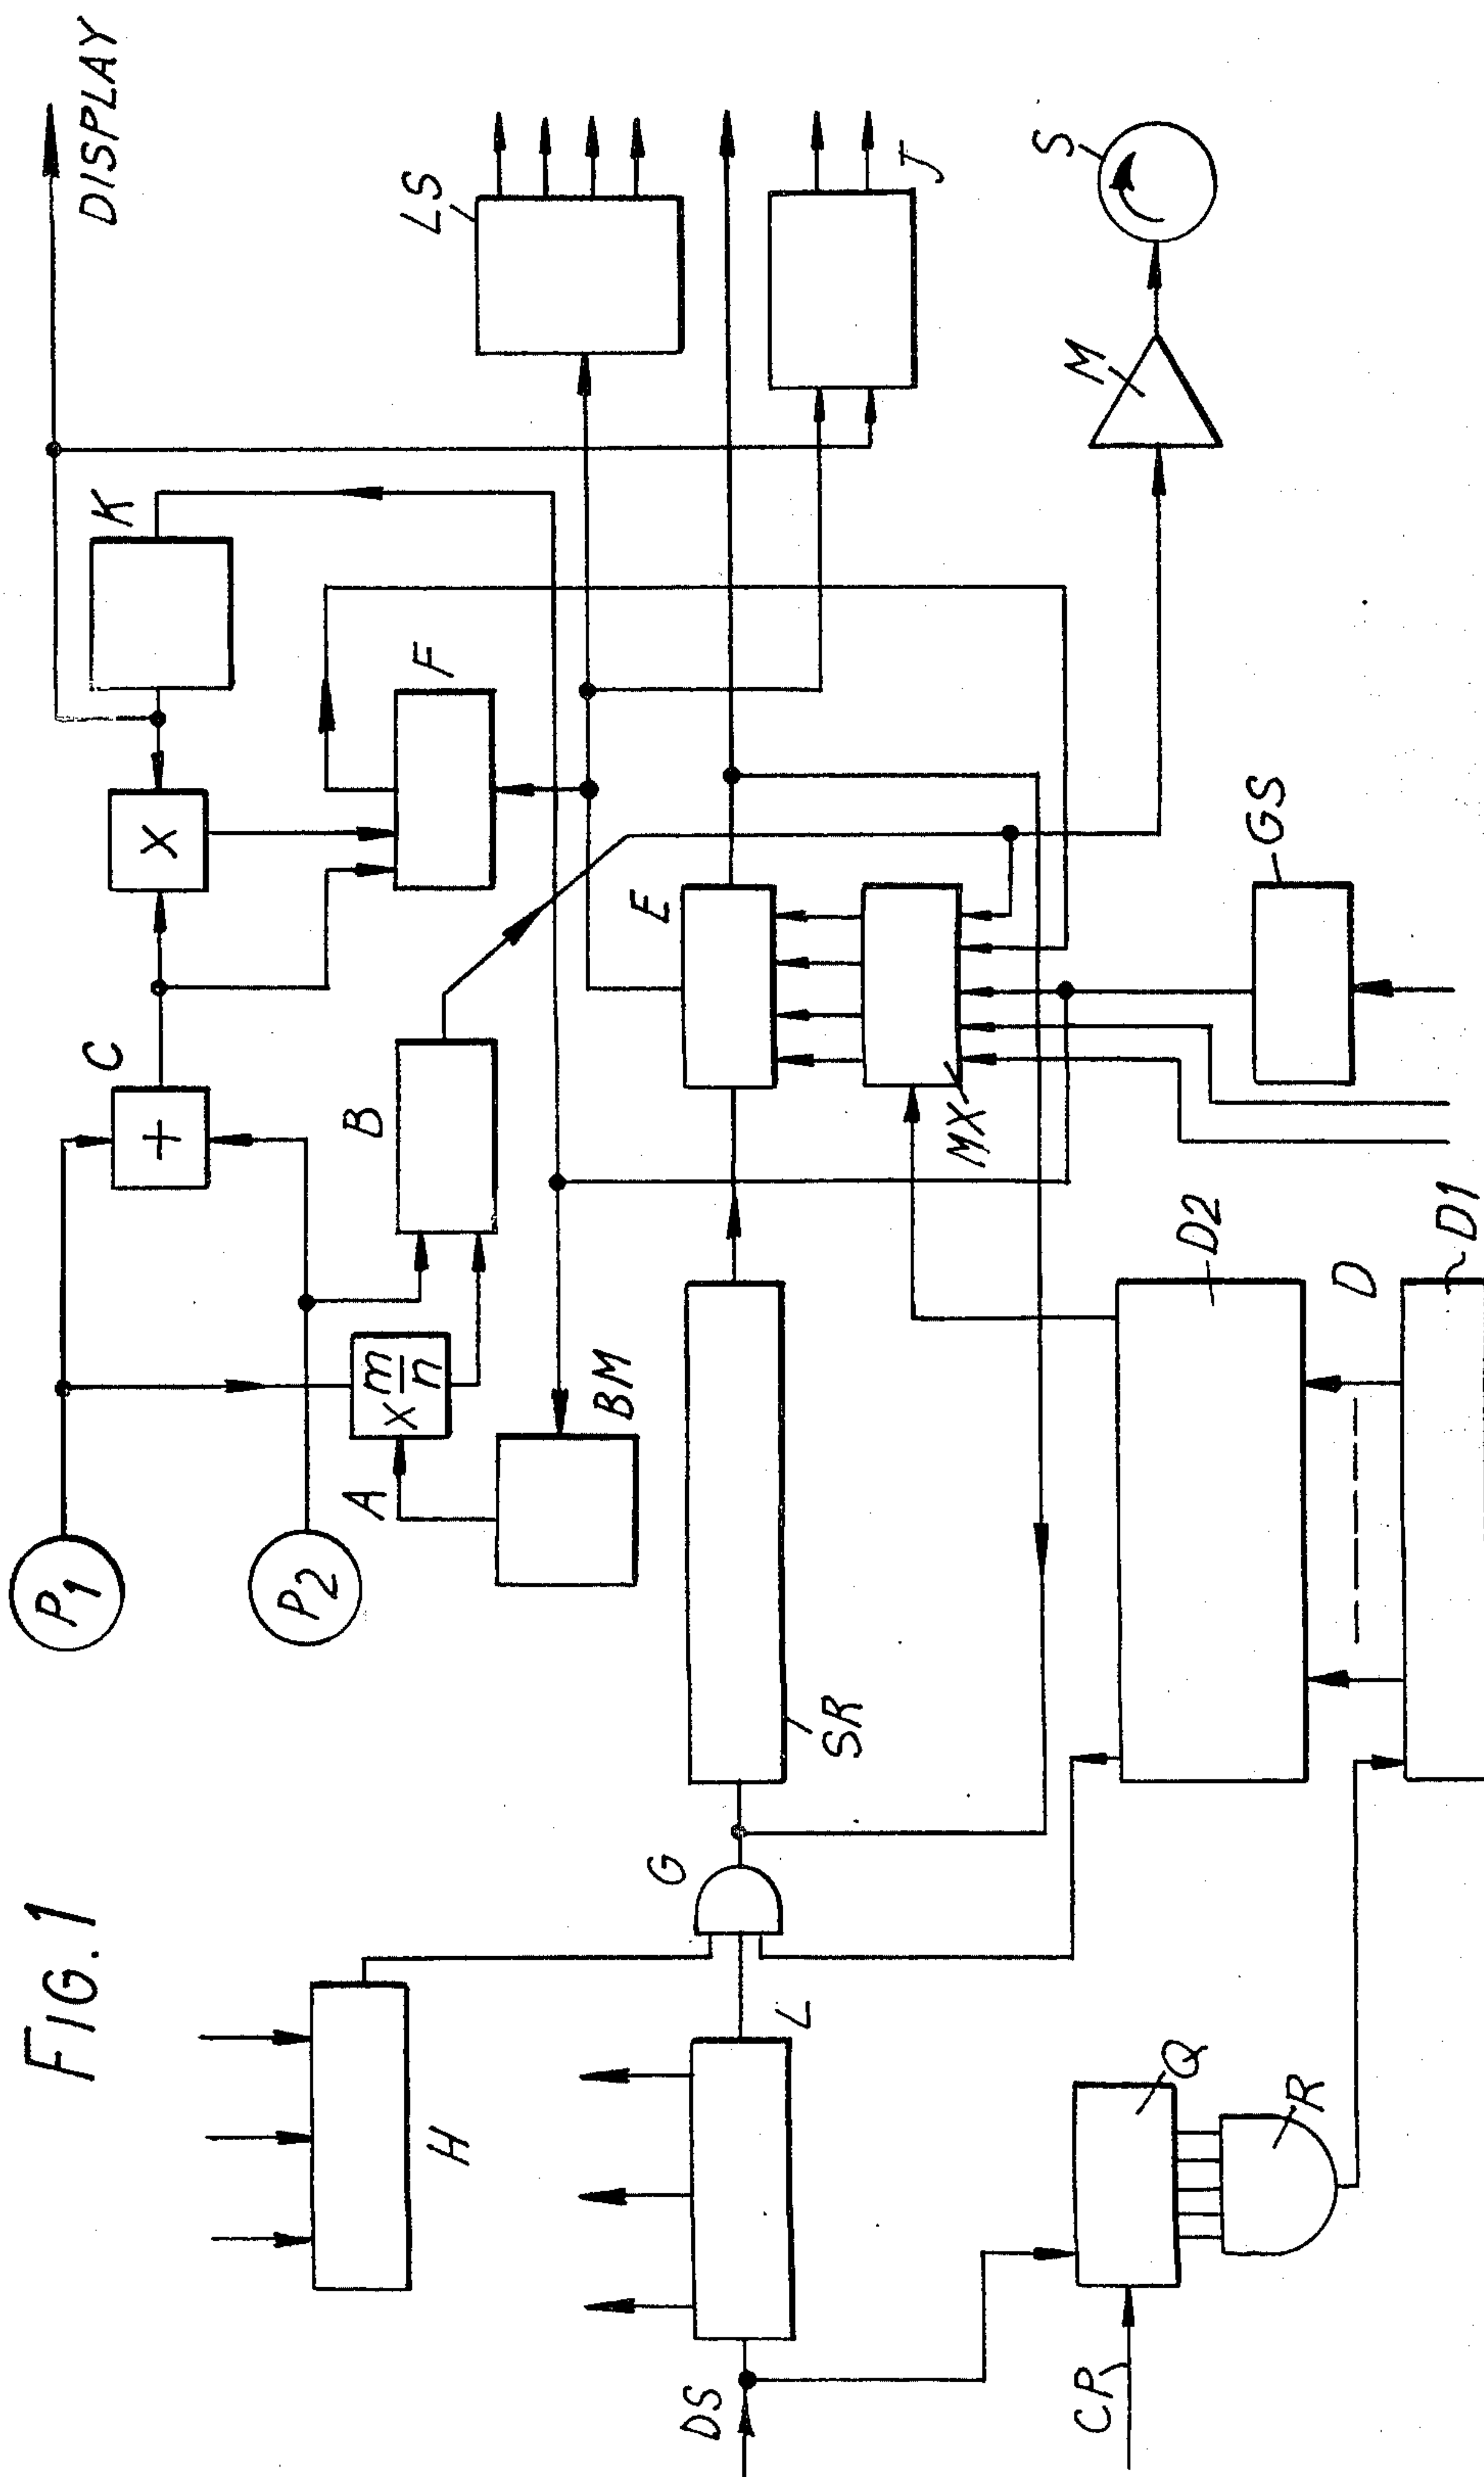 FIG. 1
P1
P2
DISPLAY
C
+
X
K
A
x m/n
B
F
LS
BM
E
H
G
SR
MX
J
L
DS
S
M
GS
D2
D
D1
Q
R
CP